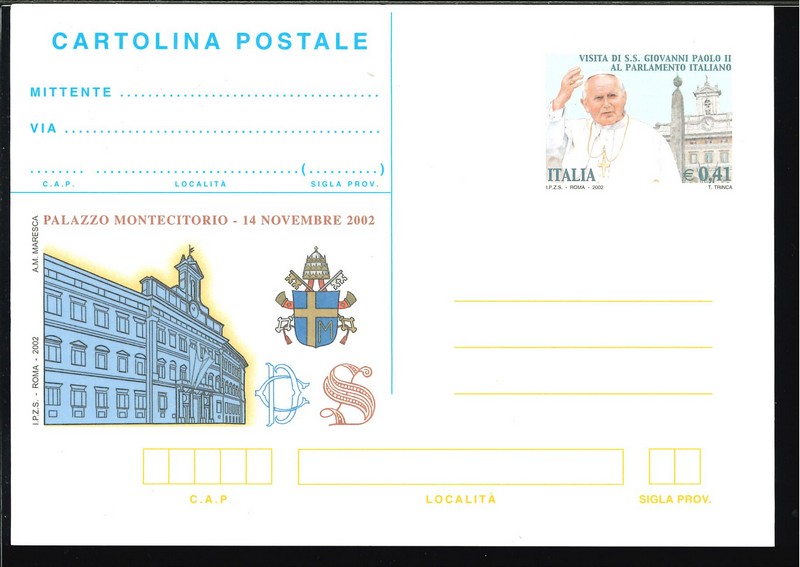 CARTOLINA POSTALE
MITTENTE ......................................
VIA ..............................................
........ ..............................(..........)
C.A.P. LOCALITÀ SIGLA PROV.
VISITA DI S.S. GIOVANNI PAOLO II
AL PARLAMENTO ITALIANO
ITALIA € 0,41
I.P.Z.S. - ROMA - 2002 T. TRINCA
PALAZZO MONTECITORIO - 14 NOVEMBRE 2002
A.M. MARESCA
I.P.Z.S. - ROMA - 2002
M
CD S
C.A.P. LOCALITÀ SIGLA PROV.